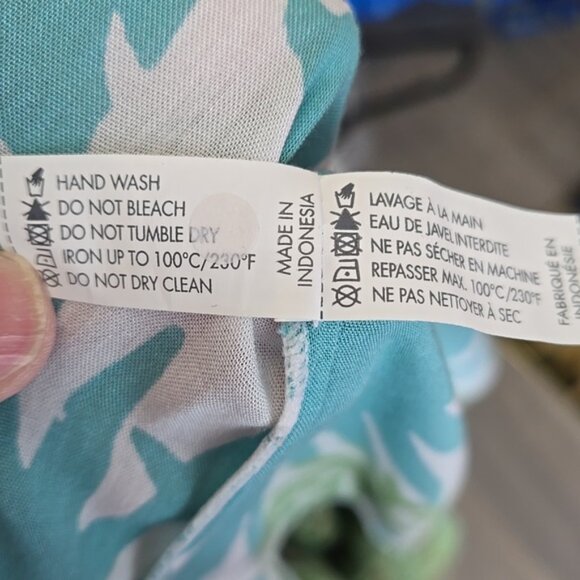 HAND WASH
DO NOT BLEACH
DO NOT TUMBLE DRY
IRON UP TO 100°C/230°F
DO NOT DRY CLEAN
MADE IN
INDONESIA
LAVAGE À LA MAIN
EAU DE JAVEL INTERDITE
NE PAS SÉCHER EN MACHINE
REPASSER MAX. 100°C/230°F
NE PAS NETTOYER À SEC
FABRIQUÉ EN
INDONÉSIE